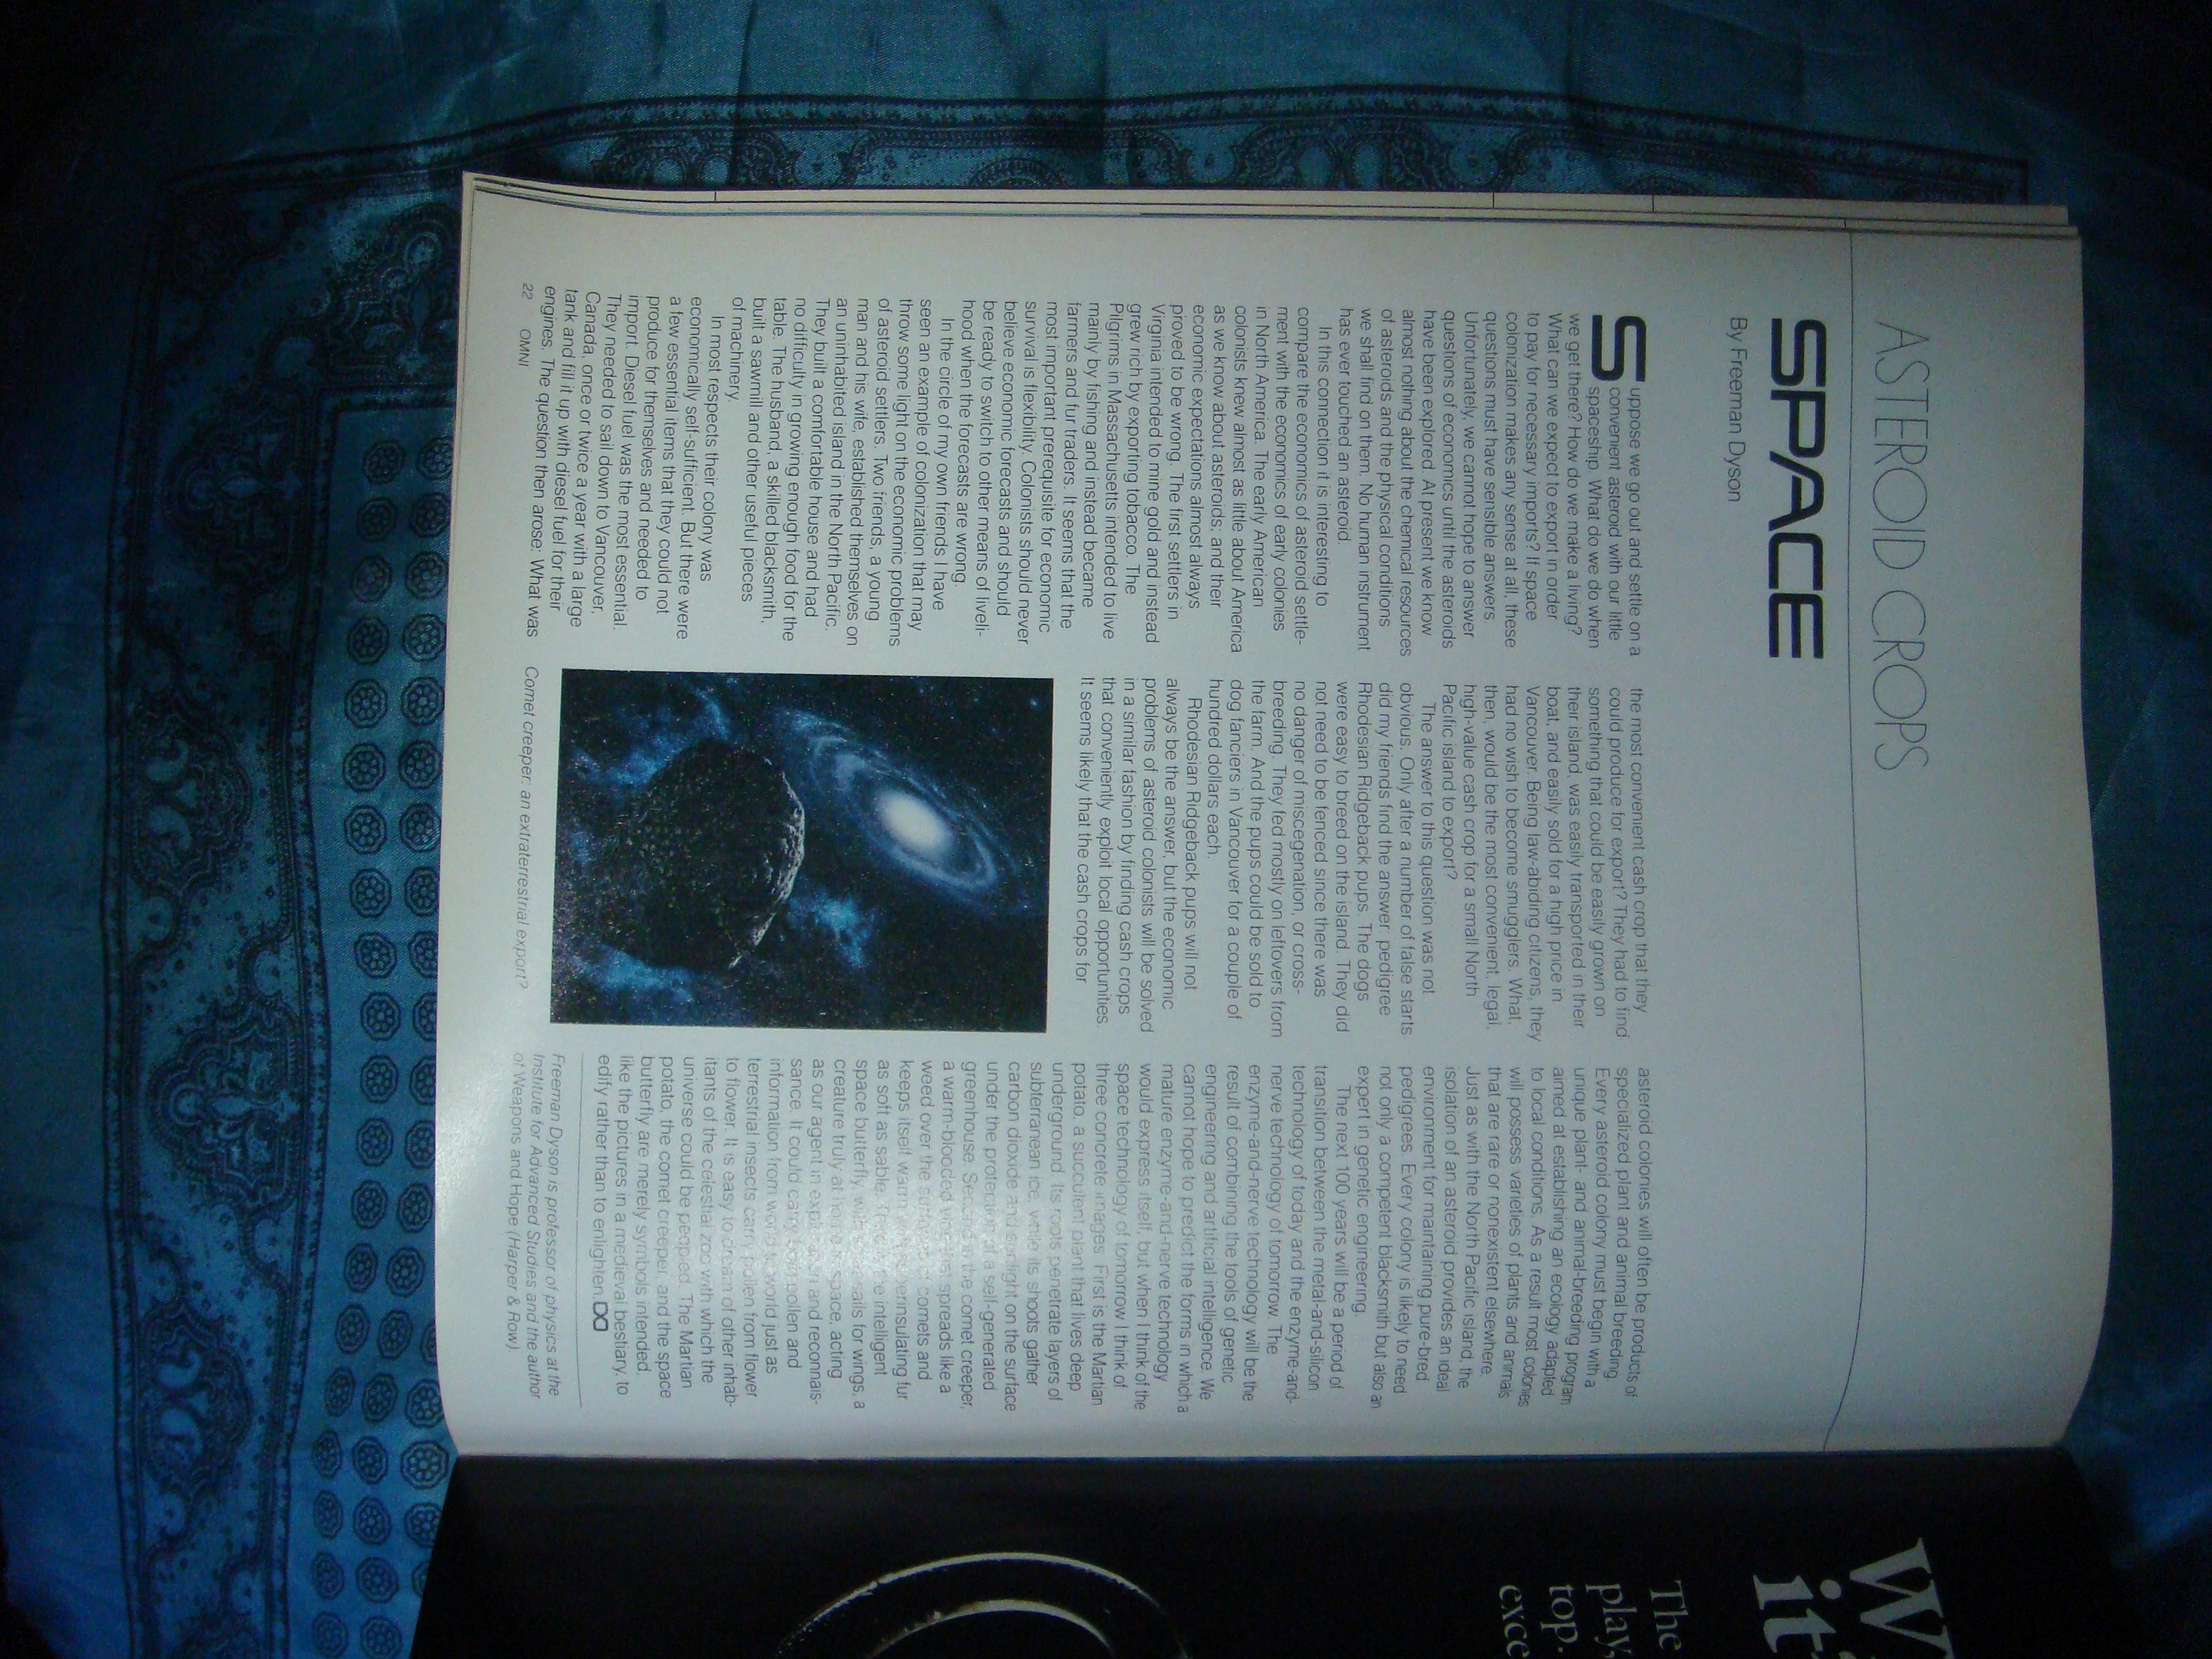 ASTEROID CROPS
SPACE
By Freeman Dyson
Suppose we go out and settle on a
convenient asteroid with our little
spaceship. What do we do when
we get there? How do we make a living?
What can we expect to export in order
to pay for necessary imports? If space
colonization makes any sense at all, these
questions must have sensible answers.
Unfortunately, we cannot hope to answer
questions of economics until the asteroids
have been explored. At present we know
almost nothing about the chemical resources
of asteroids and the physical conditions
we shall find on them. No human instrument
has ever touched an asteroid.
In this connection it is interesting to
compare the economics of asteroid settle-
ment with the economics of early colonies
in North America. The early American
colonists knew almost as little about America
as we know about asteroids; and their
economic expectations almost always
proved to be wrong. The first settlers in
Virginia intended to mine gold and instead
grew rich by exporting tobacco. The
Pilgrims in Massachusetts intended to live
mainly by fishing and instead became
farmers and fur traders. It seems that the
most important prerequisite for economic
survival is flexibility. Colonists should never
believe economic forecasts and should
be ready to switch to other means of liveli-
hood when the forecasts are wrong.
In the circle of my own friends I have
seen an example of colonization that may
throw some light on the economic problems
of asteroid settlers. Two friends, a young
man and his wife, established themselves on
an uninhabited island in the North Pacific.
They built a comfortable house and had
no difficulty in growing enough food for the
table. The husband, a skilled blacksmith,
built a sawmill and other useful pieces
of machinery.
In most respects their colony was
economically self-sufficient. But there were
a few essential items that they could not
produce for themselves and needed to
import. Diesel fuel was the most essential.
They needed to sail down to Vancouver,
Canada, once or twice a year with a large
tank and fill it up with diesel fuel for their
engines. The question then arose: What was
22 OMNI
the most convenient cash crop that they
could produce for export? They had to find
something that could be easily grown on
their island, was easily transported in their
boat, and easily sold for a high price in
Vancouver. Being law-abiding citizens, they
had no wish to become smugglers. What,
then, would be the most convenient, legal,
high-value cash crop for a small North
Pacific island to export?
The answer to this question was not
obvious. Only after a number of false starts
did my friends find the answer: pedigree
Rhodesian Ridgeback pups. The dogs
were easy to breed on the island. They did
not need to be fenced since there was
no danger of miscegenation, or cross-
breeding. They fed mostly on leftovers from
the farm. And the pups could be sold to
dog fanciers in Vancouver for a couple of
hundred dollars each.
Rhodesian Ridgeback pups will not
always be the answer, but the economic
problems of asteroid colonists will be solved
in a similar fashion by finding cash crops
that conveniently exploit local opportunities.
It seems likely that the cash crops for
Comet creeper: an extraterrestrial export?
asteroid colonies will often be products of
specialized plant and animal breeding.
Every asteroid colony must begin with a
unique plant- and animal-breeding program
aimed at establishing an ecology adapted
to local conditions. As a result most colonies
will possess varieties of plants and animals
that are rare or nonexistent elsewhere.
Just as with the North Pacific island, the
isolation of an asteroid provides an ideal
environment for maintaining pure-bred
pedigrees. Every colony is likely to need
not only a competent blacksmith but also an
expert in genetic engineering.
The next 100 years will be a period of
transition between the metal-and-silicon
technology of today and the enzyme-and-
nerve technology of tomorrow. The
enzyme-and-nerve technology will be the
result of combining the tools of genetic
engineering and artificial intelligence. We
cannot hope to predict the forms in which a
mature enzyme-and-nerve technology
would express itself, but when I think of the
space technology of tomorrow I think of
three concrete images. First is the Martian
potato, a succulent plant that lives deep
underground. Its roots penetrate layers of
subterranean ice, while its shoots gather
carbon dioxide and sunlight on the surface
under the protection of a self-generated
greenhouse. Second is the comet creeper,
a warm-blooded vine that spreads like a
weed over the surfaces of comets and
keeps itself warm with superinsulating fur
as soft as sable. Third is the intelligent
space butterfly with solar sails for wings, a
creature truly at home in space, acting
as our agent in exploration and reconnais-
sance. It could carry both pollen and
information from world to world just as
terrestrial insects carry pollen from flower
to flower. It is easy to dream of other inhab-
itants of the celestial zoo with which the
universe could be peopled. The Martian
potato, the comet creeper, and the space
butterfly are merely symbols intended,
like the pictures in a medieval bestiary, to
edify rather than to enlighten.
Freeman Dyson is professor of physics at the
Institute for Advanced Studies and the author
of Weapons and Hope (Harper & Row).
The
play,
top.
exce